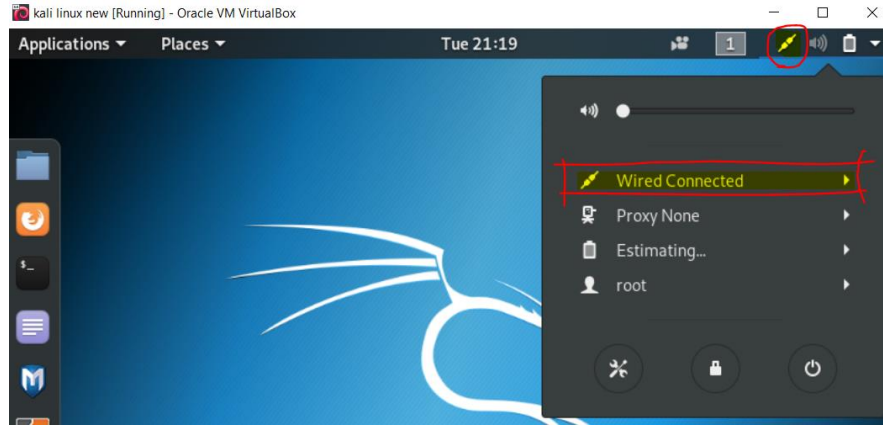 kali linux new [Running] - Oracle VM VirtualBox
Applications Places Tue 21:19 1
Wired Connected
Proxy None
Estimating...
root
$_
M